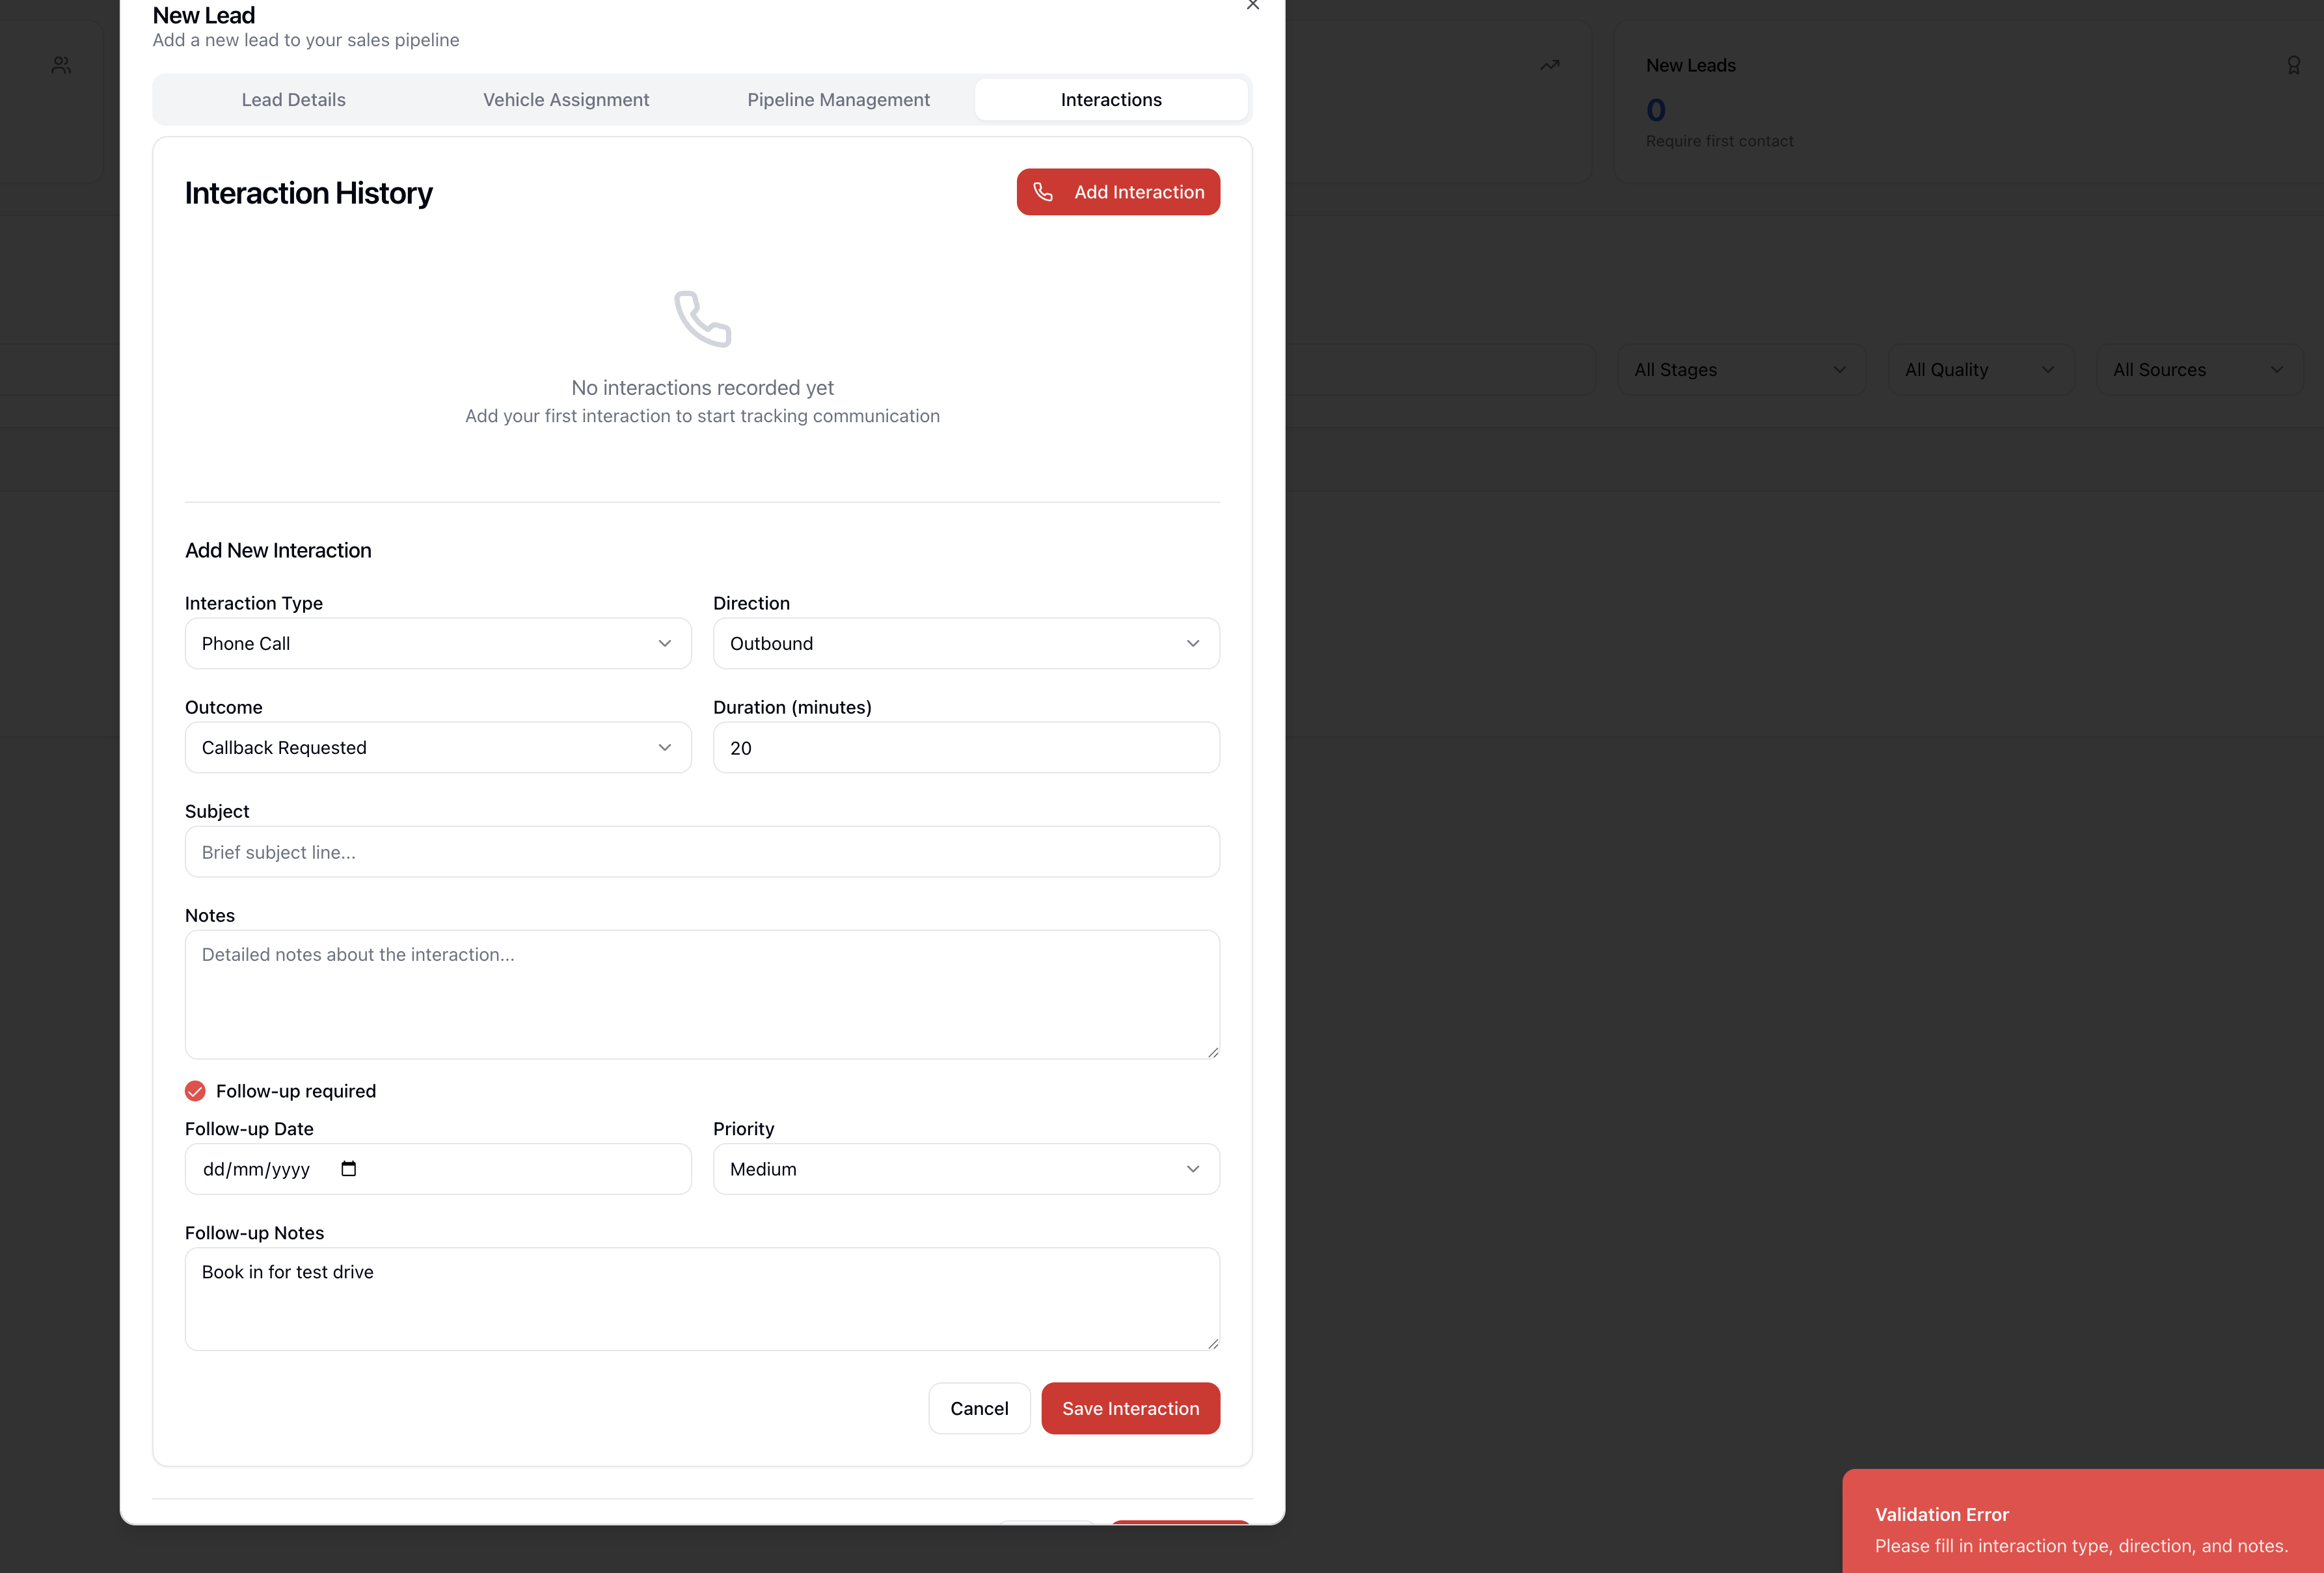 New Lead
Add a new lead to your sales pipeline
Lead Details
Vehicle Assignment
Pipeline Management
Interactions
Interaction History
Add Interaction
No interactions recorded yet
Add your first interaction to start tracking communication
Add New Interaction
Interaction Type
Direction
Phone Call
Outbound
Outcome
Duration (minutes)
Callback Requested
20
Subject
Brief subject line...
Notes
Detailed notes about the interaction...
Follow-up required
Follow-up Date
Priority
dd/mm/yyyy
Medium
Follow-up Notes
Book in for test drive
Cancel
Save Interaction
New Leads
0
Require first contact
All Stages
All Quality
All Sources
Validation Error
Please fill in interaction type, direction, and notes.